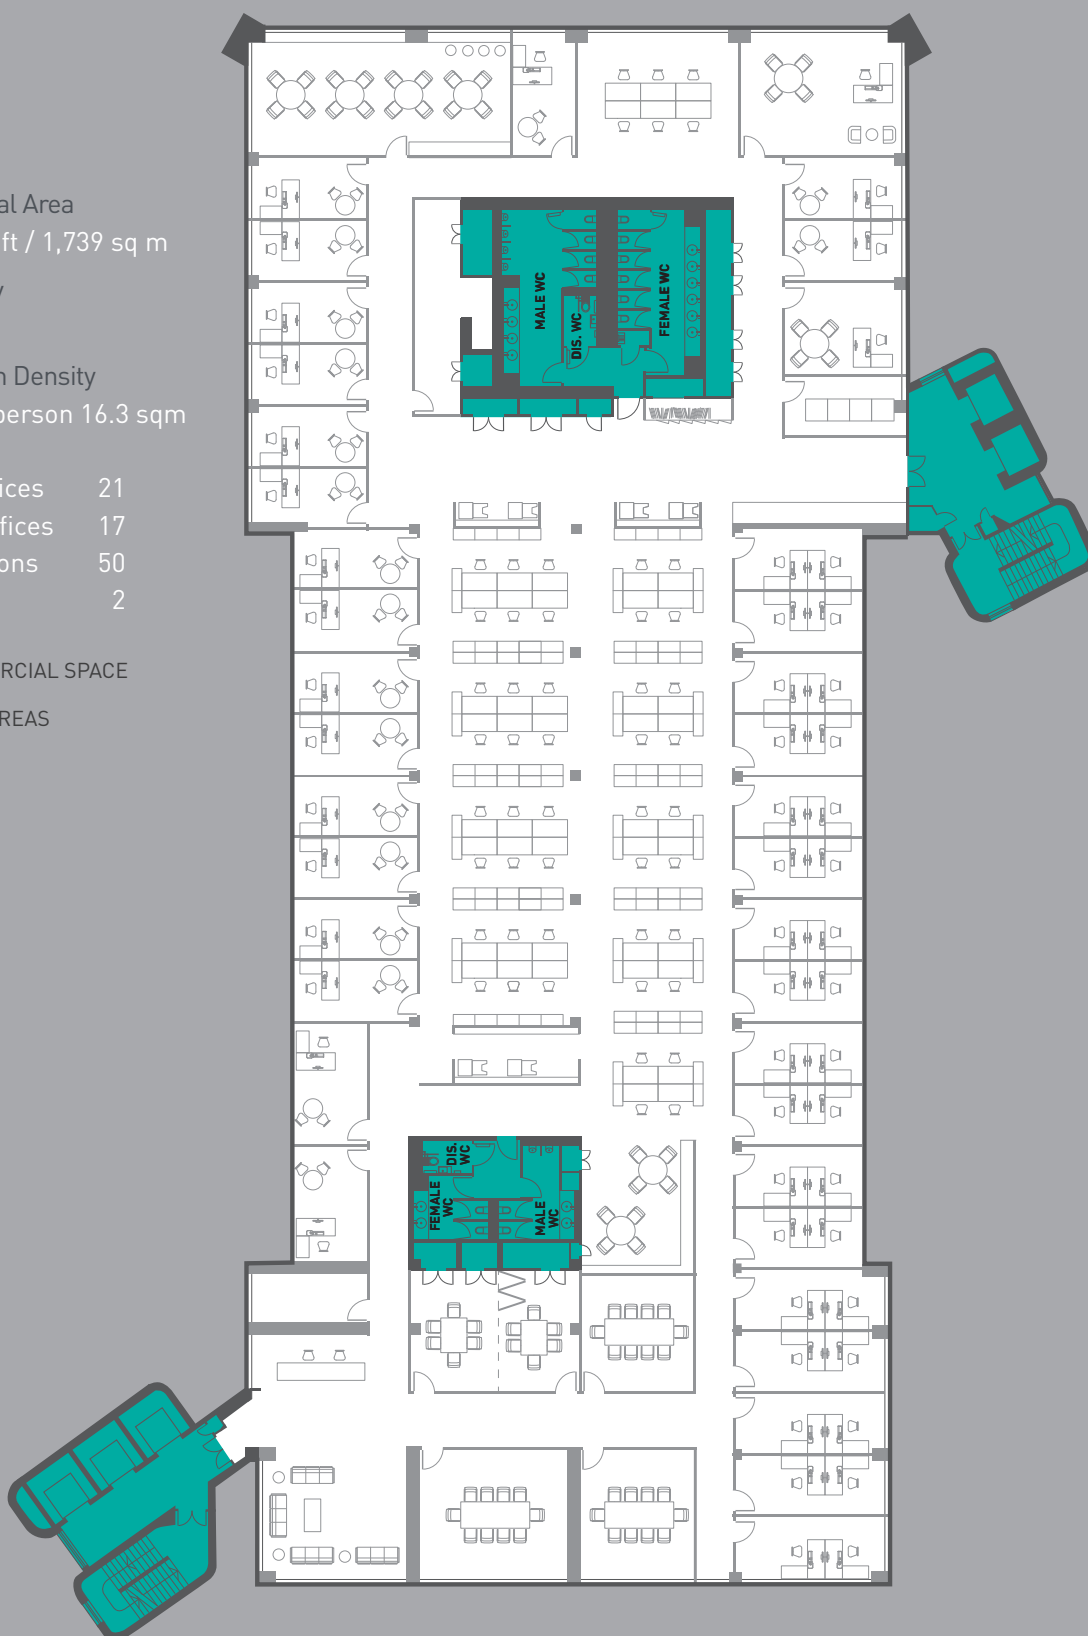 al Area
ft / 1,739 sq m
y
n Density
person 16.3 sqm
ices 21
fices 17
ons 50
2
RCIAL SPACE
REAS
MALE WC
DIS. WC
FEMALE WC
DIS.
WC
FEMALE
WC
MALE
WC